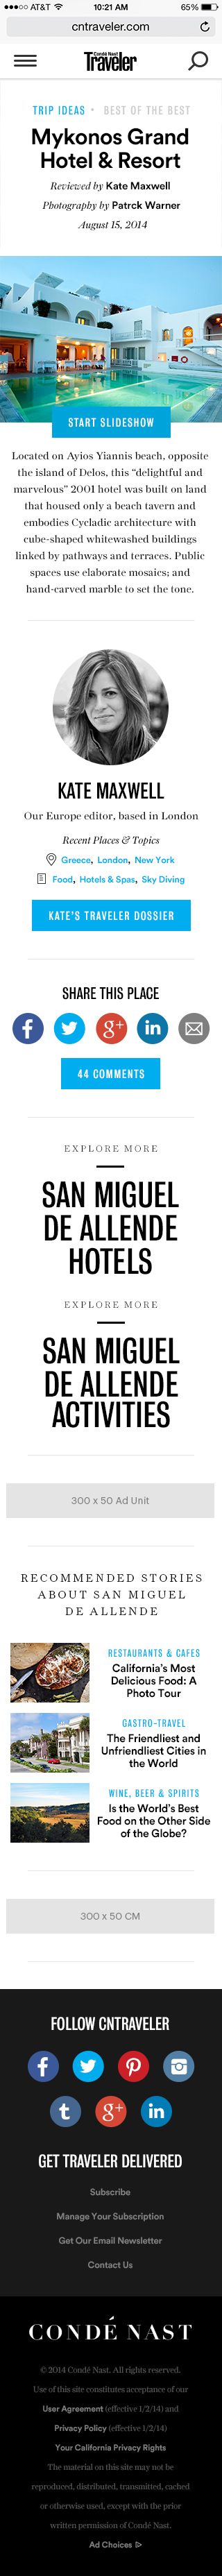 AT&T 10:21 AM 65%
cntraveler.com
Condé Nast
Traveler
TRIP IDEAS • BEST OF THE BEST
Mykonos Grand
Hotel & Resort
Reviewed by Kate Maxwell
Photography by Patrck Warner
August 15, 2014
START SLIDESHOW
Located on Ayios Yiannis beach, opposite
the island of Delos, this “delightful and
marvelous” 2001 hotel was built on land
that housed only a beach tavern and
embodies Cycladic architecture with
cube-shaped whitewashed buildings
linked by pathways and terraces. Public
spaces use elaborate mosaics; and
hand-carved marble to set the tone.
KATE MAXWELL
Our Europe editor, based in London
Recent Places & Topics
Greece, London, New York
Food, Hotels & Spas, Sky Diving
KATE'S TRAVELER DOSSIER
SHARE THIS PLACE
f g+ in
44 COMMENTS
EXPLORE MORE
SAN MIGUEL
DE ALLENDE
HOTELS
EXPLORE MORE
SAN MIGUEL
DE ALLENDE
ACTIVITIES
300 x 50 Ad Unit
RECOMMENDED STORIES
ABOUT SAN MIGUEL
DE ALLENDE
RESTAURANTS & CAFES
California’s Most
Delicious Food: A
Photo Tour
GASTRO-TRAVEL
The Friendliest and
Unfriendliest Cities in
the World
WINE, BEER & SPIRITS
Is the World’s Best
Food on the Other Side
of the Globe?
300 x 50 CM
FOLLOW CNTRAVELER
f
t g+ in
GET TRAVELER DELIVERED
Subscribe
Manage Your Subscription
Get Our Email Newsletter
Contact Us
CONDÉ NAST
© 2014 Condé Nast. All rights reserved.
Use of this site constitutes acceptance of our
User Agreement (effective 1/2/14) and
Privacy Policy (effective 1/2/14)
Your California Privacy Rights
The material on this site may not be
reproduced, distributed, transmitted, cached
or otherwise used, except with the prior
written permission of Condé Nast.
Ad Choices